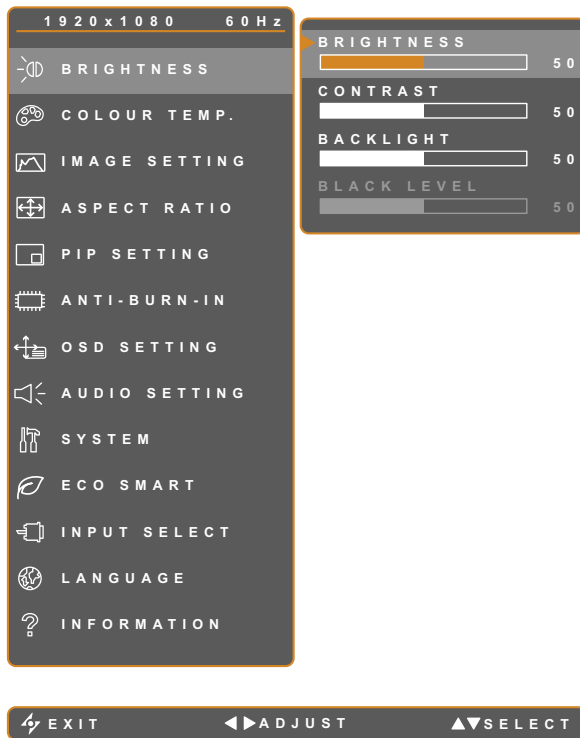 1920x1080 60Hz
BRIGHTNESS
COLOUR TEMP.
IMAGE SETTING
ASPECT RATIO
PIP SETTING
ANTI-BURN-IN
OSD SETTING
AUDIO SETTING
SYSTEM
ECO SMART
INPUT SELECT
LANGUAGE
INFORMATION
BRIGHTNESS
50
CONTRAST
50
BACKLIGHT
50
BLACK LEVEL
50
EXIT ◀▶ADJUST ▲▼SELECT